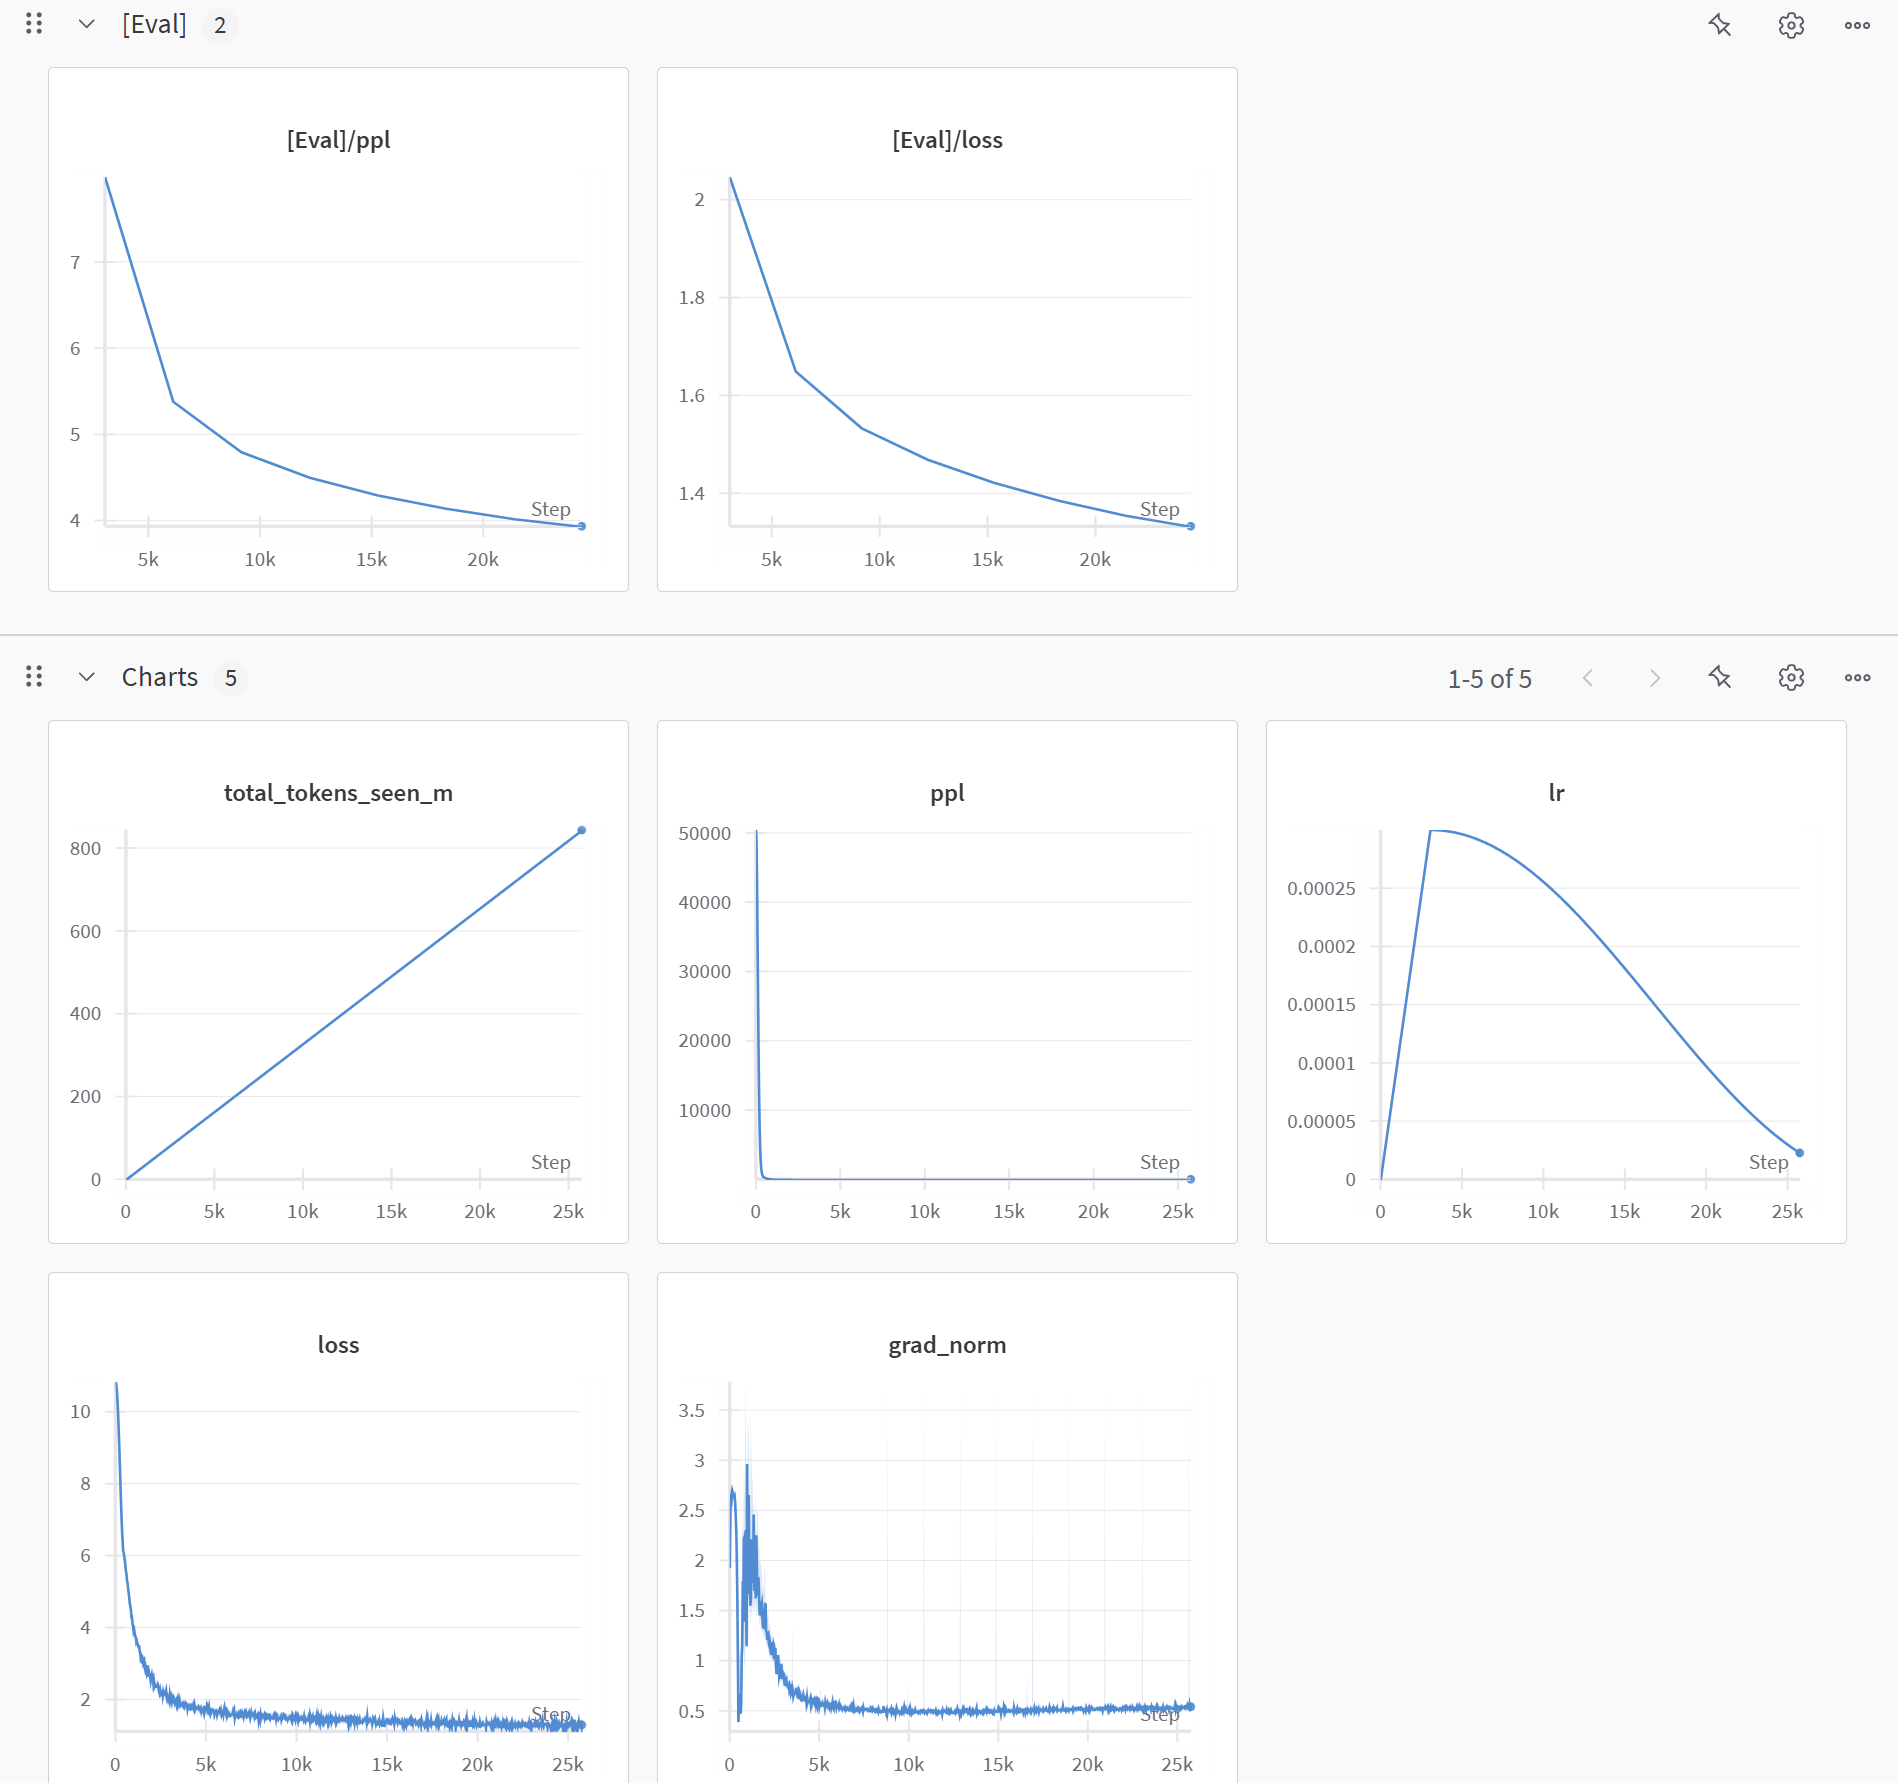 [Eval] 2
[Eval]/ppl
7
6
5
4
Step
5k 10k 15k 20k
[Eval]/loss
2
1.8
1.6
1.4
Step
5k 10k 15k 20k
Charts 5
1-5 of 5
total_tokens_seen_m
800
600
400
200
0
Step
0 5k 10k 15k 20k 25k
ppl
50000
40000
30000
20000
10000
Step
0 5k 10k 15k 20k 25k
lr
0.00025
0.0002
0.00015
0.0001
0.00005
0
Step
0 5k 10k 15k 20k 25k
loss
10
8
6
4
2
Step
0 5k 10k 15k 20k 25k
grad_norm
3.5
3
2.5
2
1.5
1
0.5
Step
0 5k 10k 15k 20k 25k